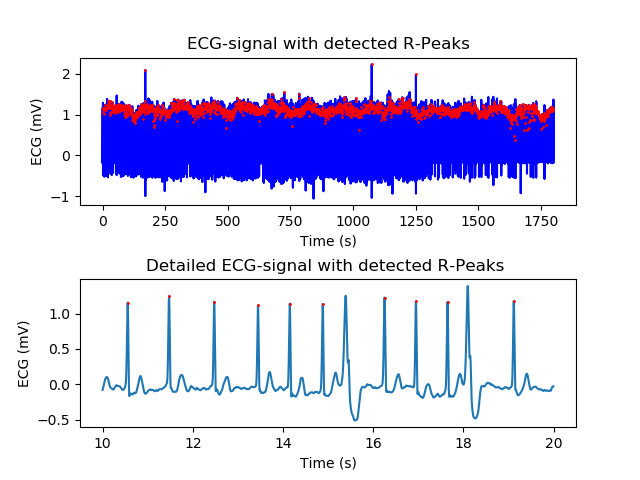 ECG-signal with detected R-Peaks
2
1
0
−1
ECG (mV)
0 250 500 750 1000 1250 1500 1750
Time (s)
Detailed ECG-signal with detected R-Peaks
1.0
0.5
0.0
−0.5
ECG (mV)
10 12 14 16 18 20
Time (s)